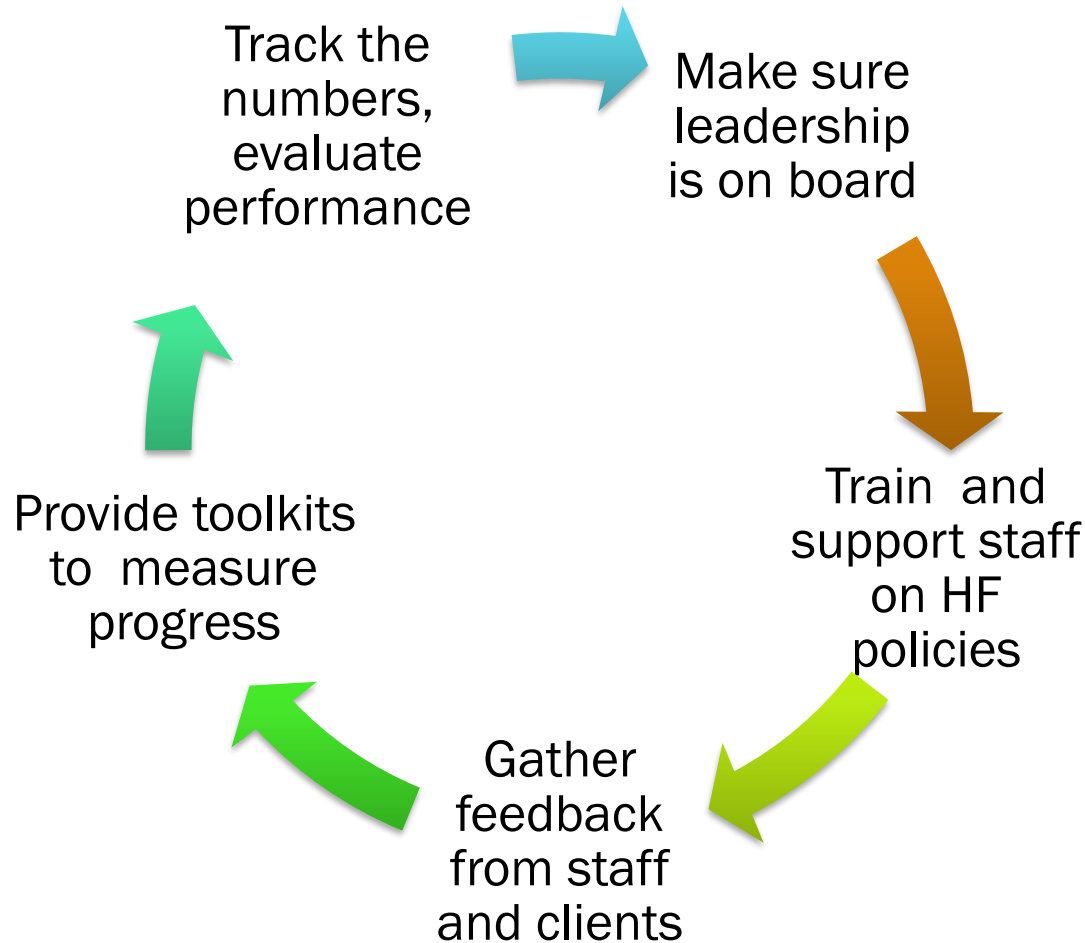 Track the
numbers,
evaluate
performance
Make sure
leadership
is on board
Train  and
support staff
on HF
policies
Gather
feedback
from staff
and clients
Provide toolkits
to  measure
progress